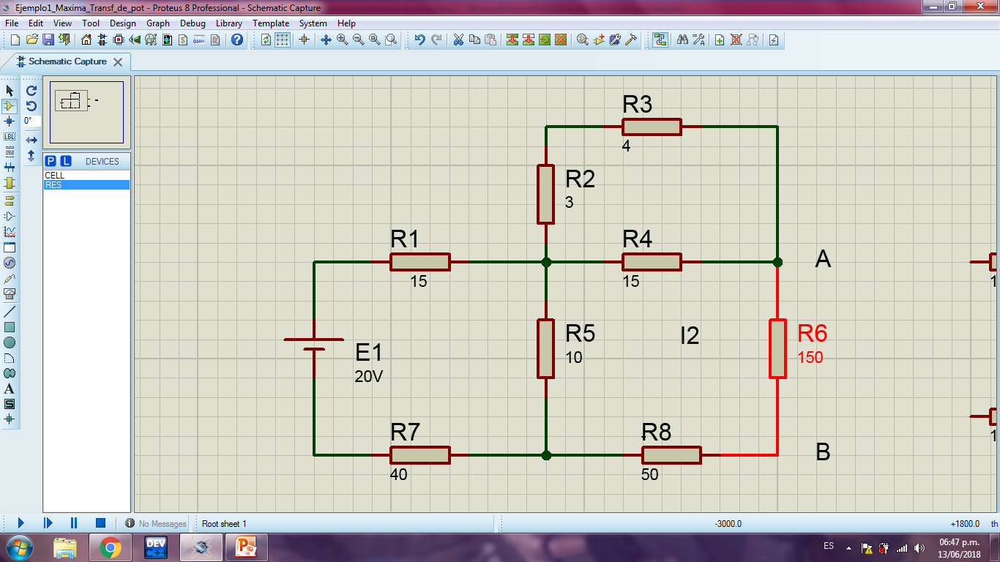 Ejemplo1_Maxima_Transf_de_pot - Proteus 8 Professional - Schematic Capture
File Edit View Tool Design Graph Debug Library Template System Help
Schematic Capture
0°
LBL
P L DEVICES
CELL
RES
A
S
R3
4
R2
3
R1
15
R4
15
A
R5
10
I2
R6
150
E1
20V
R7
40
R8
50
B
1
1
No Messages
Root sheet 1
-3000.0
+1800.0
th
DEV
C++
ES
06:47 p.m.
13/06/2018